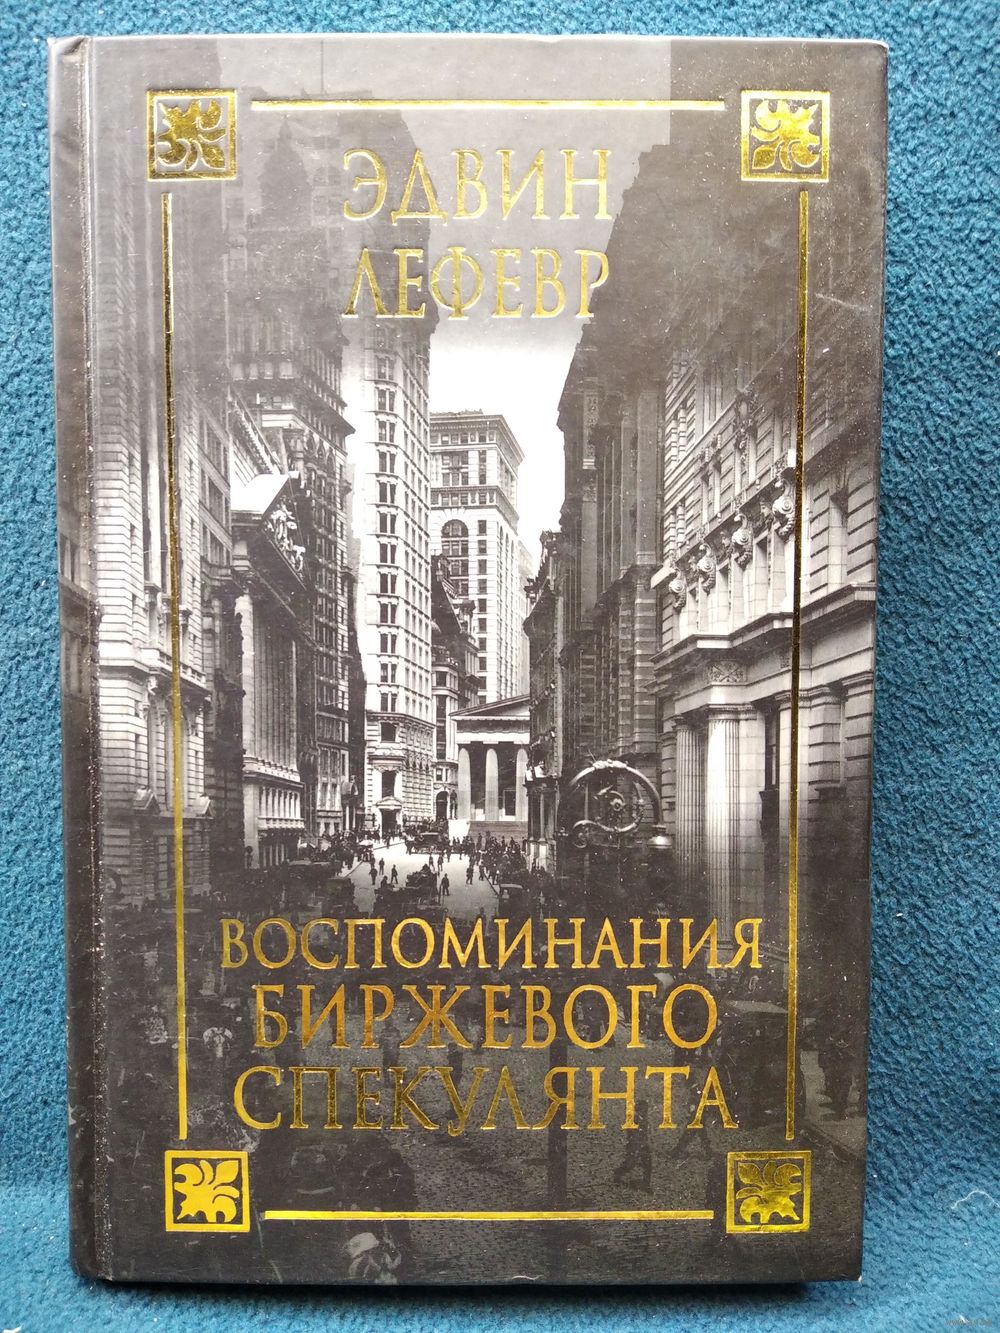 ЭДВИН
ЛЕФЕВР
ВОСПОМИНАНИЯ
БИРЖЕВОГО
СПЕКУЛЯНТА